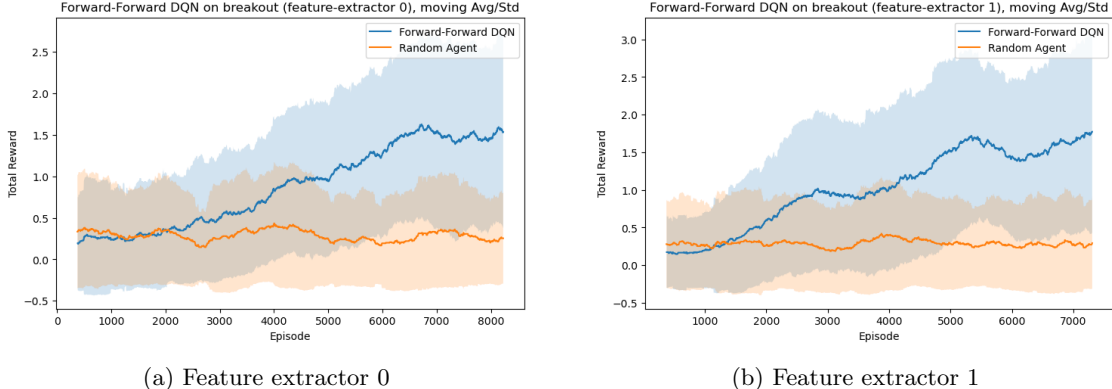 Forward-Forward DQN on breakout (feature-extractor 0), moving Avg/Std
Forward-Forward DQN
Random Agent
Total Reward
2.5
2.0
1.5
1.0
0.5
0.0
−0.5
0 1000 2000 3000 4000 5000 6000 7000 8000
Episode
(a) Feature extractor 0
Forward-Forward DQN on breakout (feature-extractor 1), moving Avg/Std
Forward-Forward DQN
Random Agent
Total Reward
3.0
2.5
2.0
1.5
1.0
0.5
0.0
−0.5
1000 2000 3000 4000 5000 6000 7000
Episode
(b) Feature extractor 1